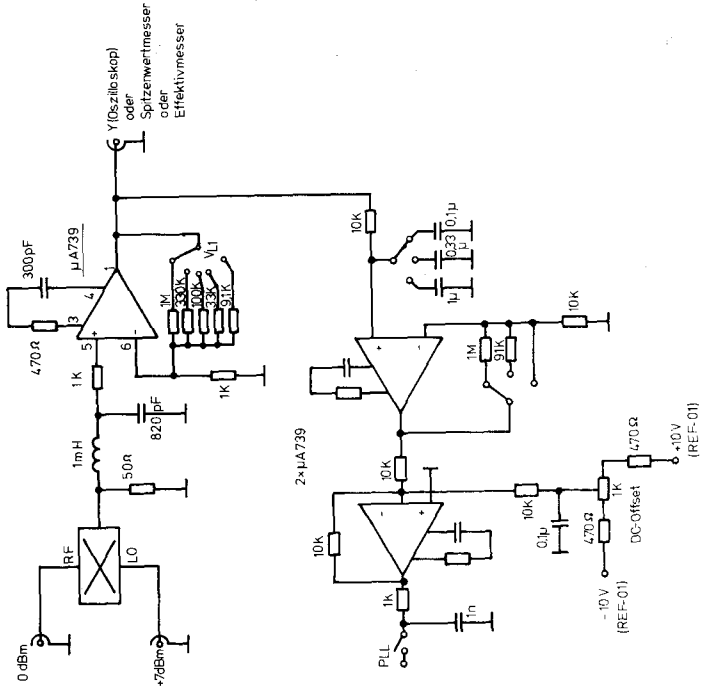 0dBm
+7dBm
RF
LO
50Ω
1mH
820pF
1K
470Ω
300pF
3
4
5
6
1
+
-
µA739
1K
1M
330K
100K
33K
9.1K
VL1
Y(Oszilloskop)
oder
Spitzenwertmesser
oder
Effektivmesser
10K
0,1µ
0,33
µ
1µ
+
-
2×µA739
1M
91K
10K
10K
-
+
10K
1K
1n
PLL
10K
0,1µ
470Ω
1K
470Ω
DC-Offset
-10V
(REF-01)
+10V
(REF-01)